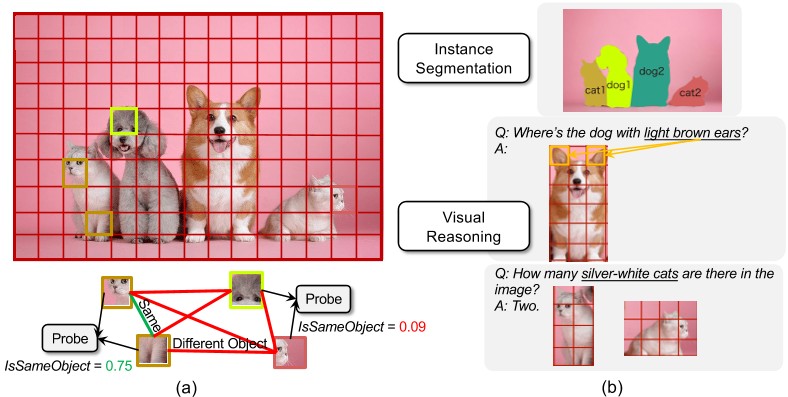 Same
Different Object
Probe
IsSameObject = 0.09
Probe
IsSameObject = 0.75
(a)
Instance
Segmentation
cat1
dog1
dog2
cat2
Q: Where's the dog with light brown ears?
A:
Visual
Reasoning
Q: How many silver-white cats are there in the
image?
A: Two.
(b)